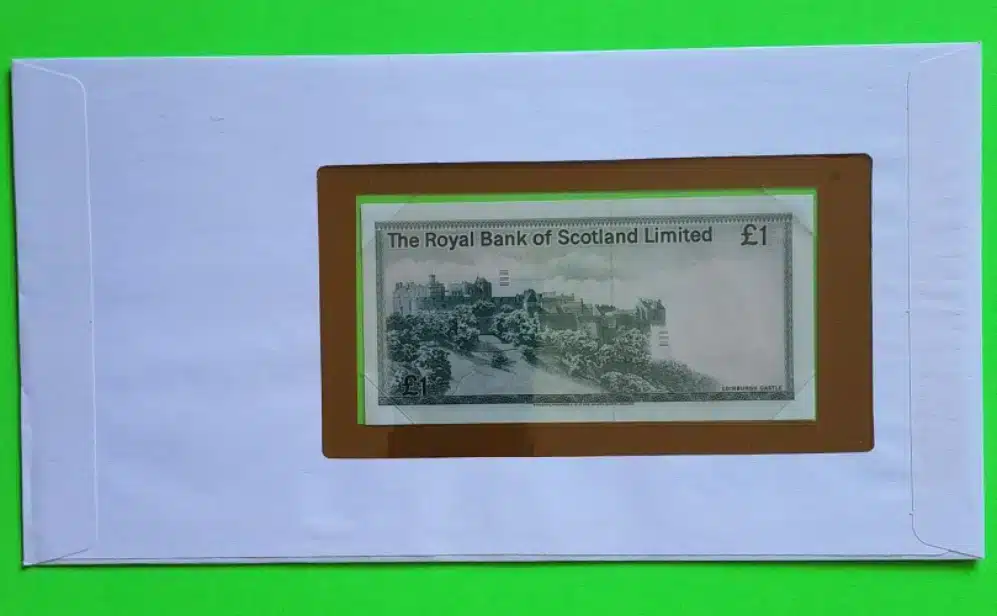 The Royal Bank of Scotland Limited £1
£1
EDINBURGH CASTLE